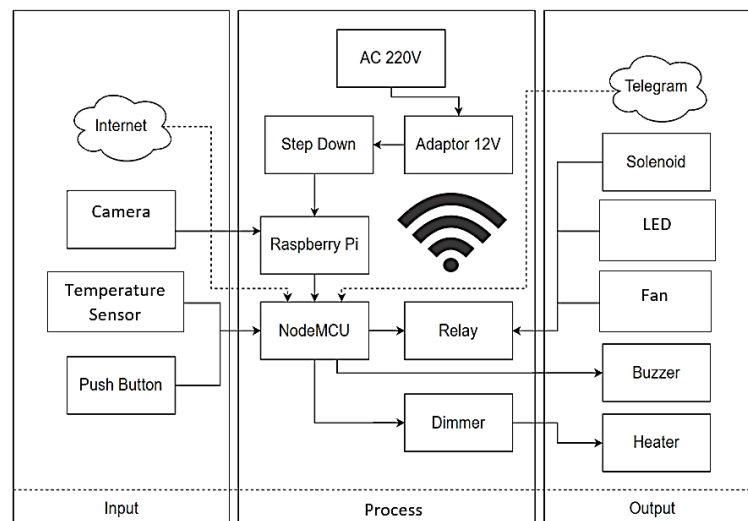 Internet
Camera
Temperature
Sensor
Push Button
Input
AC 220V
Step Down
Adaptor 12V
Raspberry Pi
NodeMCU
Relay
Dimmer
Process
Telegram
Solenoid
LED
Fan
Buzzer
Heater
Output